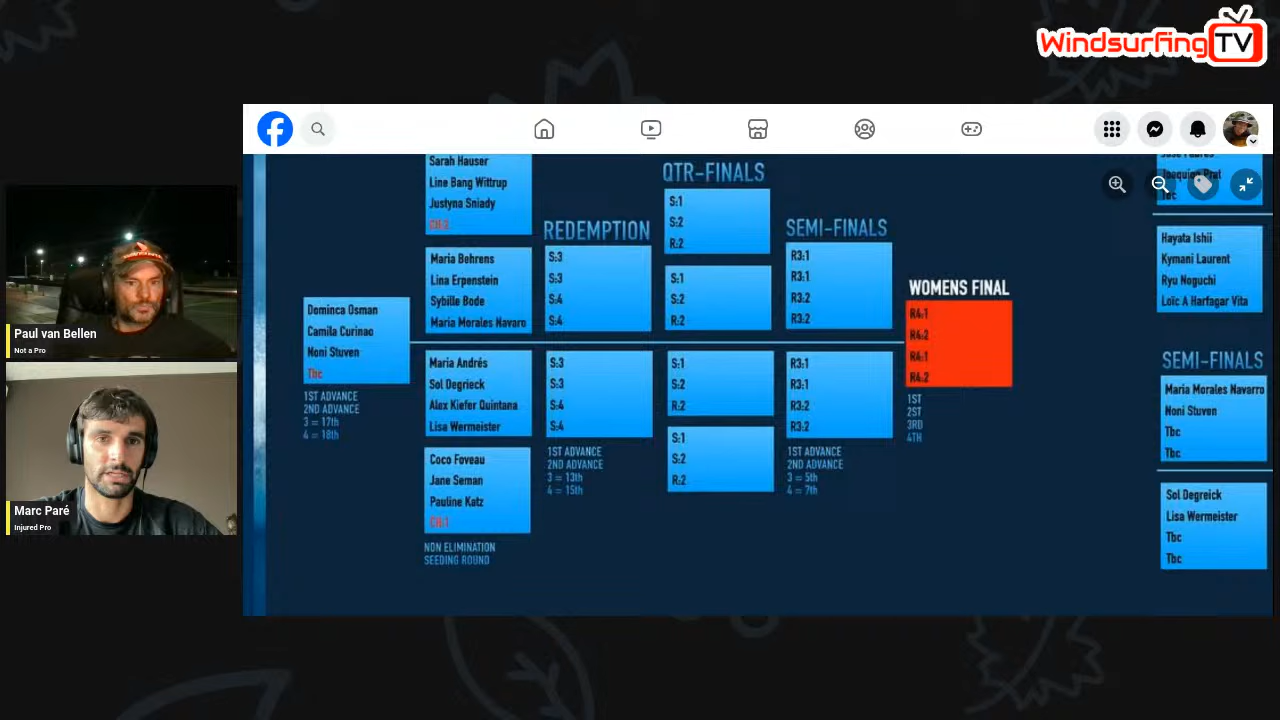 Windsurfing TV
Paul van Bellen
Not a Pro
Marc Paré
Injured Pro
Sarah Hauser
Line Bang Wittrup
Justyna Sniady
Maria Behrens
Lina Erpenstein
Sybille Bode
Maria Morales Navaro
Dominca Osman
Camila Curinao
Noni Stuven
Tbc
1ST ADVANCE
2ND ADVANCE
3 = 17th
4 = 18th
Maria Andrés
Sol Degrieck
Alex Kiefer Quintana
Lisa Wermeister
Coco Foveau
Jane Seman
Pauline Katz
NON ELIMINATION
SEEDING ROUND
REDEMPTION
S:3
S:3
S:4
S:4
S:3
S:3
S:4
S:4
1ST ADVANCE
2ND ADVANCE
3 = 13th
4 = 15th
QTR-FINALS
S:1
S:2
R:2
S:1
S:2
R:2
S:1
S:2
R:2
S:1
S:2
R:2
SEMI-FINALS
R3:1
R3:1
R3:2
R3:2
R3:1
R3:1
R3:2
R3:2
1ST ADVANCE
2ND ADVANCE
3 = 5th
4 = 7th
WOMENS FINAL
R4:1
R4:2
R4:1
R4:2
1ST
2ST
3RD
4TH
Joaquion Prat
Tbc
Hayata Ishii
Kymani Laurent
Ryu Noguchi
Loïc A Harfagar Vita
SEMI-FINALS
Maria Morales Navarro
Noni Stuven
Tbc
Tbc
Sol Degreick
Lisa Wermeister
Tbc
Tbc